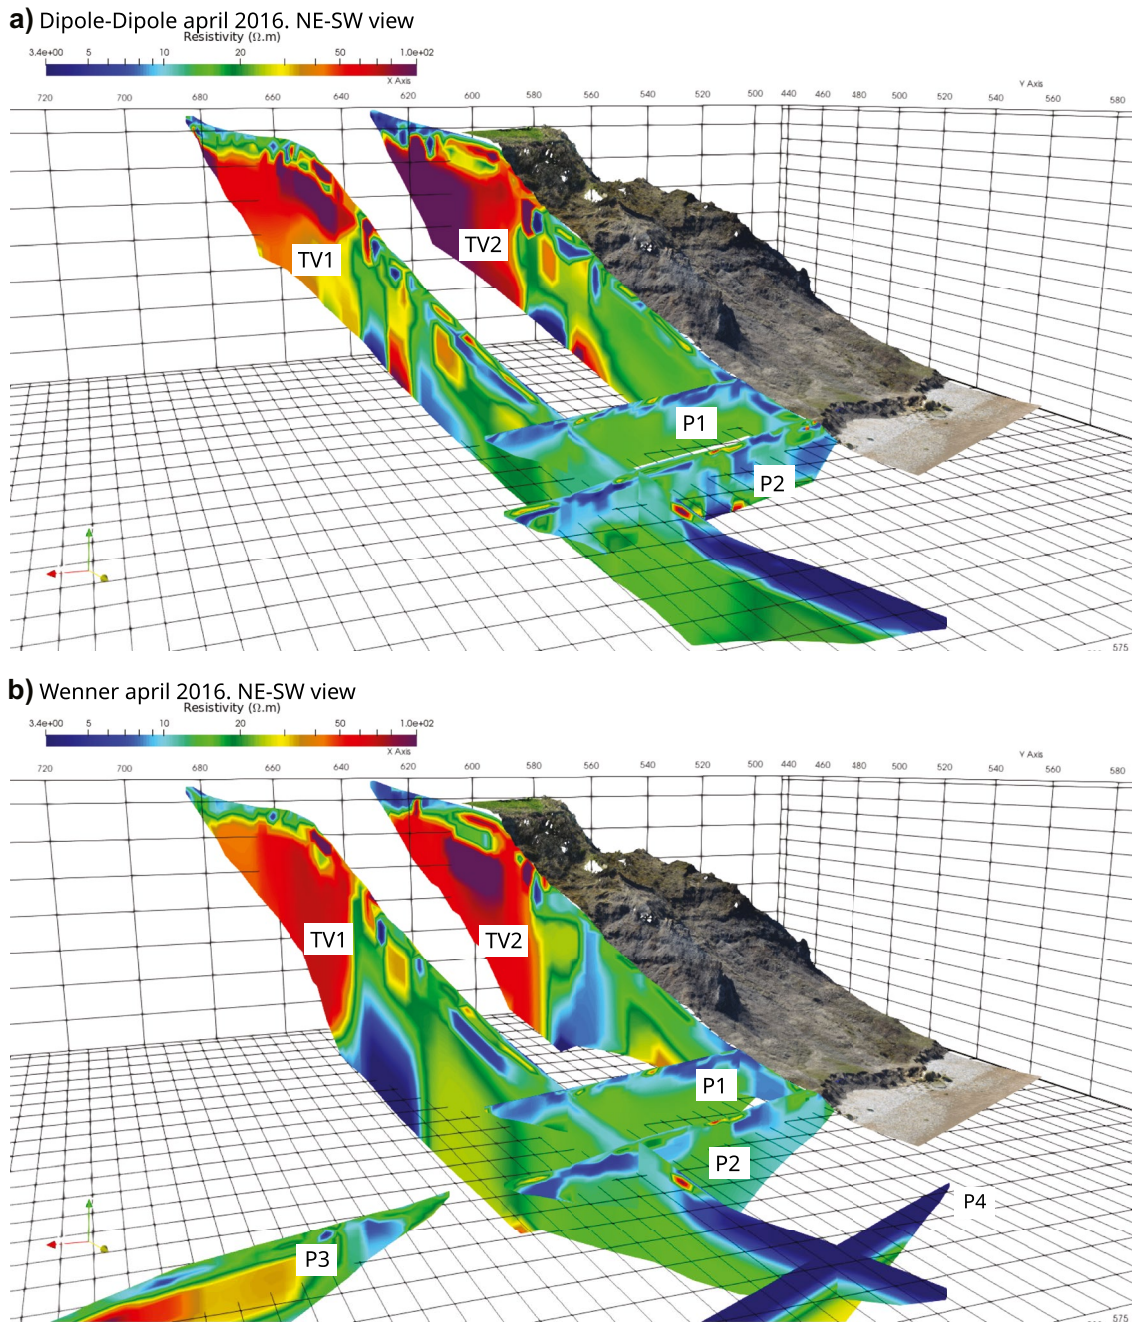 a) Dipole-Dipole april 2016. NE-SW view
Resistivity (Ω.m)
3.4e+00 5 10 20 50 1.0e+02
X Axis
Y Axis
720 700 680 660 640 620 600 580 560 540 520 500 440 460 480 500 520 540 560 580
TV1
TV2
P1
P2
575
b) Wenner april 2016. NE-SW view
Resistivity (Ω.m)
3.4e+00 5 10 20 50 1.0e+02
X Axis
Y Axis
720 700 680 660 640 620 600 580 560 540 520 500 440 460 480 500 520 540 560 580
TV1
TV2
P1
P2
P4
P3
575